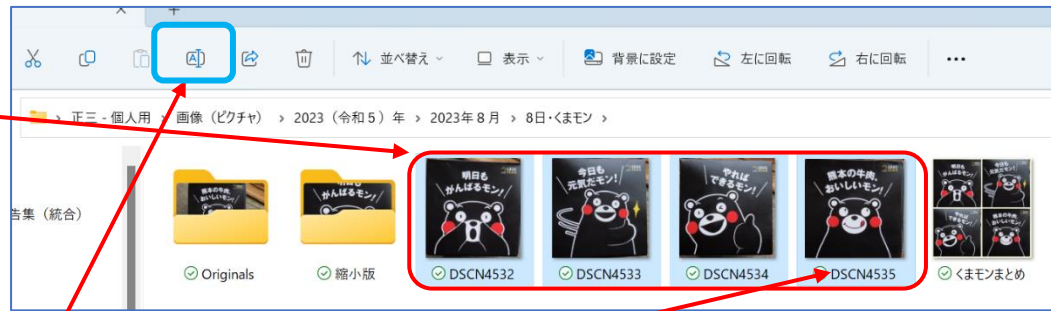 並べ替え 表示 背景に設定 左に回転 右に回転
正三 - 個人用 > 画像（ピクチャ） > 2023（令和５）年 > 2023年８月 > 8日・くまモン >
告集（統合）
熊本の牛肉、
おいしいモン！
がんばるモン！
明日も
がんばるモン！
今日も
元気だモン！
やれば
できるモン！
熊本の牛肉、
おいしいモン！
Originals
縮小版
DSCN4532
DSCN4533
DSCN4534
DSCN4535
くまモンまとめ